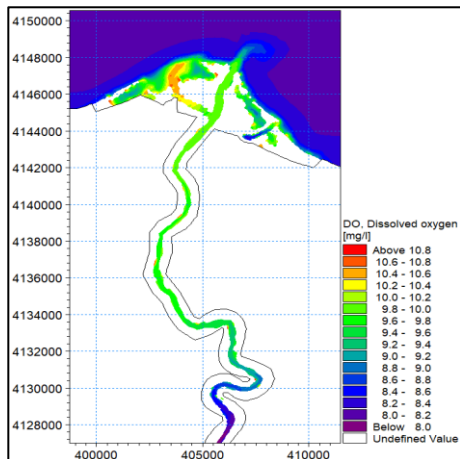 4150000
4148000
4146000
4144000
4142000
4140000
4138000
4136000
4134000
4132000
4130000
4128000
400000 405000 410000
DO, Dissolved oxygen
[mg/l]
Above 10.8
10.6 - 10.8
10.4 - 10.6
10.2 - 10.4
10.0 - 10.2
9.8 - 10.0
9.6 - 9.8
9.4 - 9.6
9.2 - 9.4
9.0 - 9.2
8.8 - 9.0
8.6 - 8.8
8.4 - 8.6
8.2 - 8.4
8.0 - 8.2
Below 8.0
Undefined Value